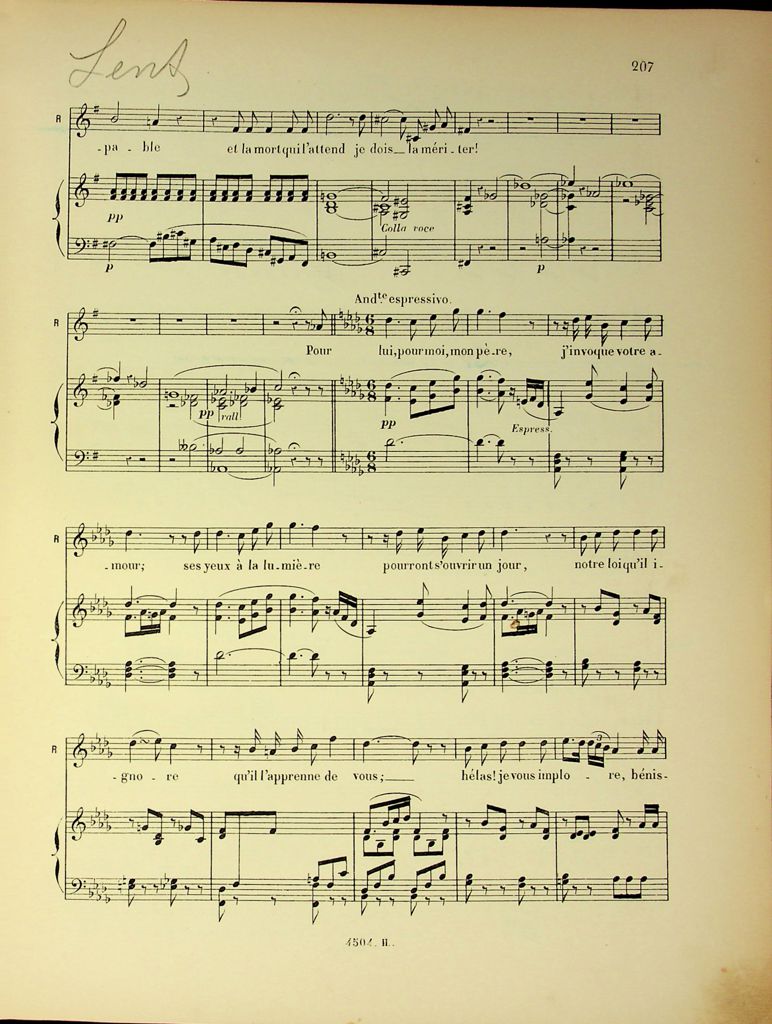 Lent
207
R
-pa-ble et la mort qui l'attend je dois_ la méri-ter!
pp
Colla voce
p
p
And.te espressivo.
R
Pour lui, pour moi, mon pè-re, j'invoque votre a-
pp rall.
pp
Espress.
R
-mour; ses yeux à la lu-miè-re pourront s'ouvrir un jour, notre loi qu'il i-
R
-gno-re qu'il l'apprenne de vous;___ hélas! je vous implo-re, bénis-
3
4504. H.